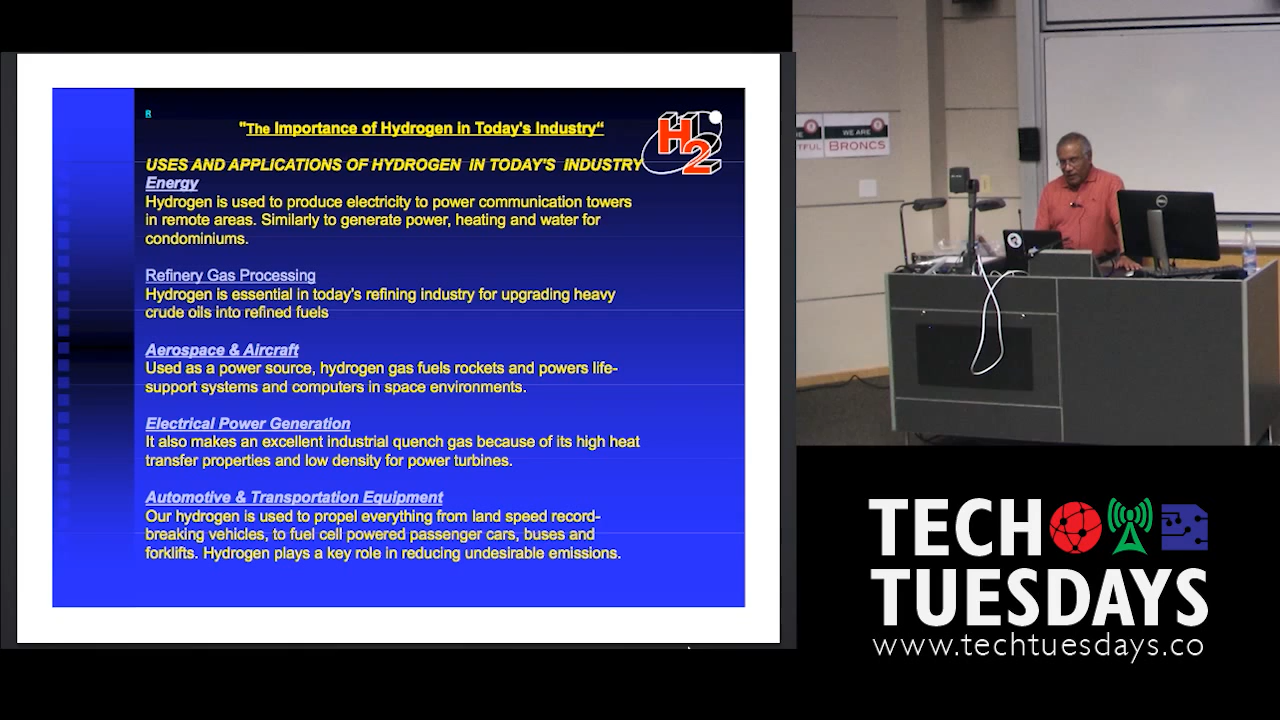 R
"The Importance of Hydrogen in Today's Industry“
H2
USES AND APPLICATIONS OF HYDROGEN IN TODAY'S INDUSTRY
Energy
Hydrogen is used to produce electricity to power communication towers
in remote areas. Similarly to generate power, heating and water for
condominiums.
Refinery Gas Processing
Hydrogen is essential in today's refining industry for upgrading heavy
crude oils into refined fuels
Aerospace & Aircraft
Used as a power source, hydrogen gas fuels rockets and powers life-
support systems and computers in space environments.
Electrical Power Generation
It also makes an excellent industrial quench gas because of its high heat
transfer properties and low density for power turbines.
Automotive & Transportation Equipment
Our hydrogen is used to propel everything from land speed record-
breaking vehicles, to fuel cell powered passenger cars, buses and
forklifts. Hydrogen plays a key role in reducing undesirable emissions.
WE ARE
BRONCS
DELL
TECH
TUESDAYS
www.techtuesdays.co